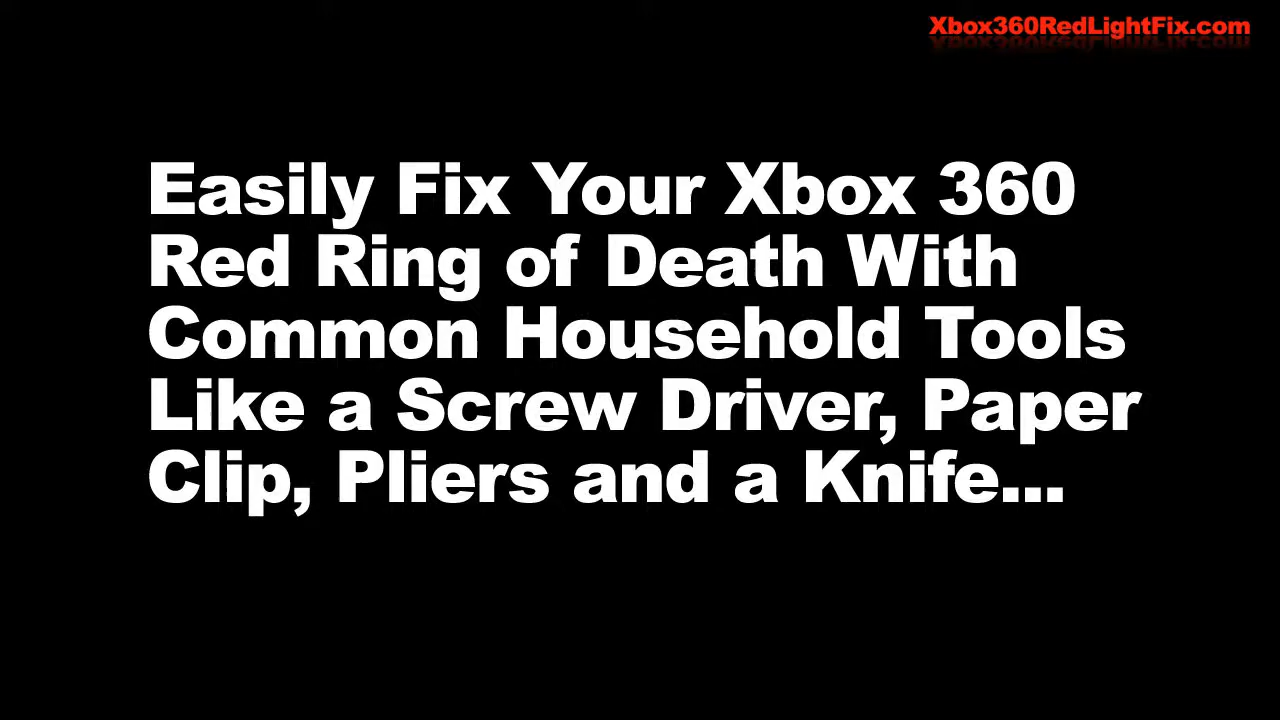 Xbox360RedLightFix.com
Easily Fix Your Xbox 360
Red Ring of Death With
Common Household Tools
Like a Screw Driver, Paper
Clip, Pliers and a Knife...